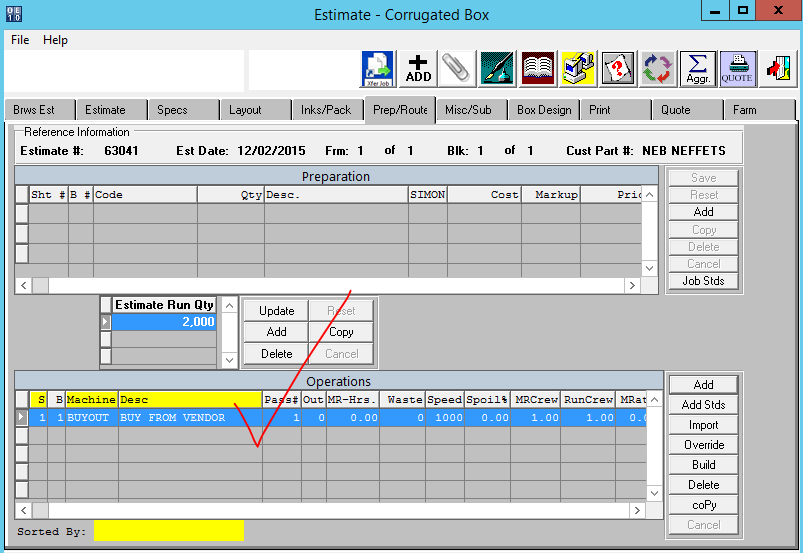 OE
10
Estimate - Corrugated Box
File Help
Xfer Job
ADD
Aggr.
QUOTE
Brws Est Estimate Specs Layout Inks/Pack Prep/Route Misc/Sub Box Design Print Quote Farm
Reference Information
Estimate #: 63041 Est Date: 12/02/2015 Frm: 1 of 1 Blk: 1 of 1 Cust Part #: NEB NEFFETS
Preparation
Sht # B # Code Qty Desc. SIMON Cost Markup Pric
Save
Reset
Add
Copy
Delete
Cancel
Job Stds
Estimate Run Qty
2,000
Update Reset
Add Copy
Delete Cancel
Operations
S B Machine Desc Pass# Out MR-Hrs. Waste Speed Spoil% MRCrew RunCrew MRat
1 1 BUYOUT BUY FROM VENDOR 1 0 0.00 0 1000 0.00 1.00 1.00 0.0
Add
Add Stds
Import
Override
Build
Delete
coPy
Cancel
Sorted By: